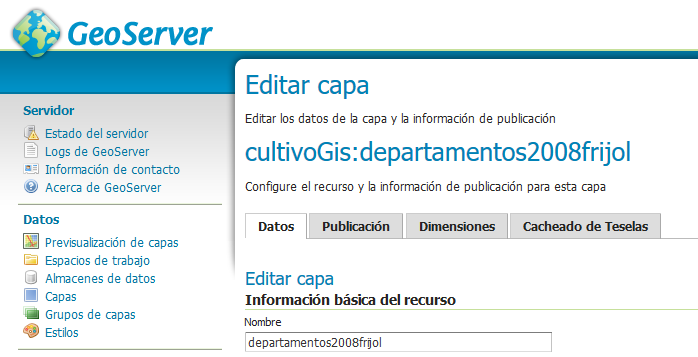 GeoServer
Servidor
Estado del servidor
Logs de GeoServer
Información de contacto
Acerca de GeoServer
Datos
Previsualización de capas
Espacios de trabajo
Almacenes de datos
Capas
Grupos de capas
Estilos
Editar capa
Editar los datos de la capa y la información de publicación
cultivoGis:departamentos2008frijol
Configure el recurso y la información de publicación para esta capa
Datos Publicación Dimensiones Cacheado de Teselas
Editar capa
Información básica del recurso
Nombre
departamentos2008frijol